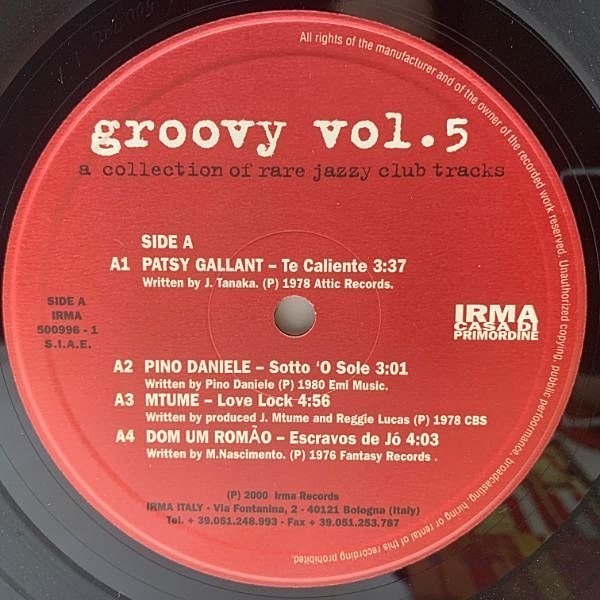 groovy vol.5
a collection of rare jazzy club tracks
SIDE A
A1 PATSY GALLANT – Te Caliente 3:37
Written by J. Tanaka. (P) 1978 Attic Records.
SIDE A
IRMA
500996 - 1
S.I.A.E.
IRMA
CASA DI
PRIMORDINE
A2 PINO DANIELE – Sotto ‘O Sole 3:01
Written by Pino Daniele (P) 1980 Emi Music.
A3 MTUME – Love Lock 4:56
Written by produced J. Mtume and Reggie Lucas (P) 1978 CBS
A4 DOM UM ROMÃO – Escravos de Jó 4:03
Written by M.Nascimento. (P) 1976 Fantasy Records .
(P) 2000 Irma Records
IRMA ITALY - Via Fontanina, 2 - 40121 Bologna (Italy)
Tel. + 39.051.248.993 - Fax + 39.051.253.787
All rights of the manufacturer and of the owner of the recorded work reserved. Unauthorized copying, public perfoormance, broadcasting, hiring or rental of this recording prohibited.